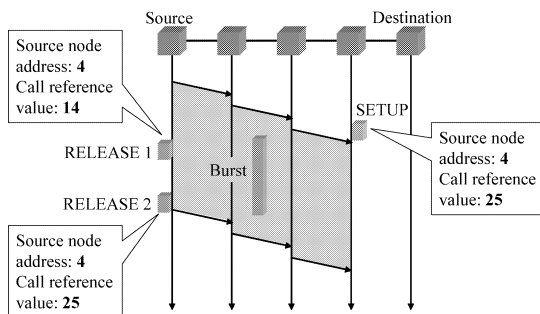 Source
Destination
Source node
address: 4
Call reference
value: 14
SETUP
Source node
address: 4
Call reference
value: 25
RELEASE 1
Burst
RELEASE 2
Source node
address: 4
Call reference
value: 25